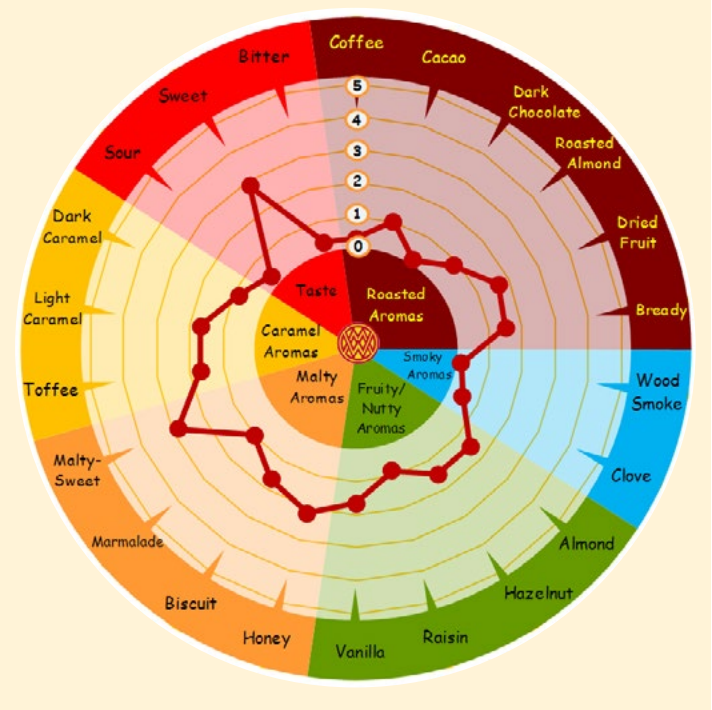 Coffee
Cacao
Dark
Chocolate
Roasted
Almond
Dried
Fruit
Bready
Wood
Smoke
Clove
Almond
Hazelnut
Raisin
Vanilla
Honey
Biscuit
Marmalade
Malty-
Sweet
Toffee
Light
Caramel
Dark
Caramel
Sour
Sweet
Bitter
5
4
3
2
1
0
Taste
Roasted
Aromas
Smoky
Aromas
Fruity/
Nutty
Aromas
Malty
Aromas
Caramel
Aromas